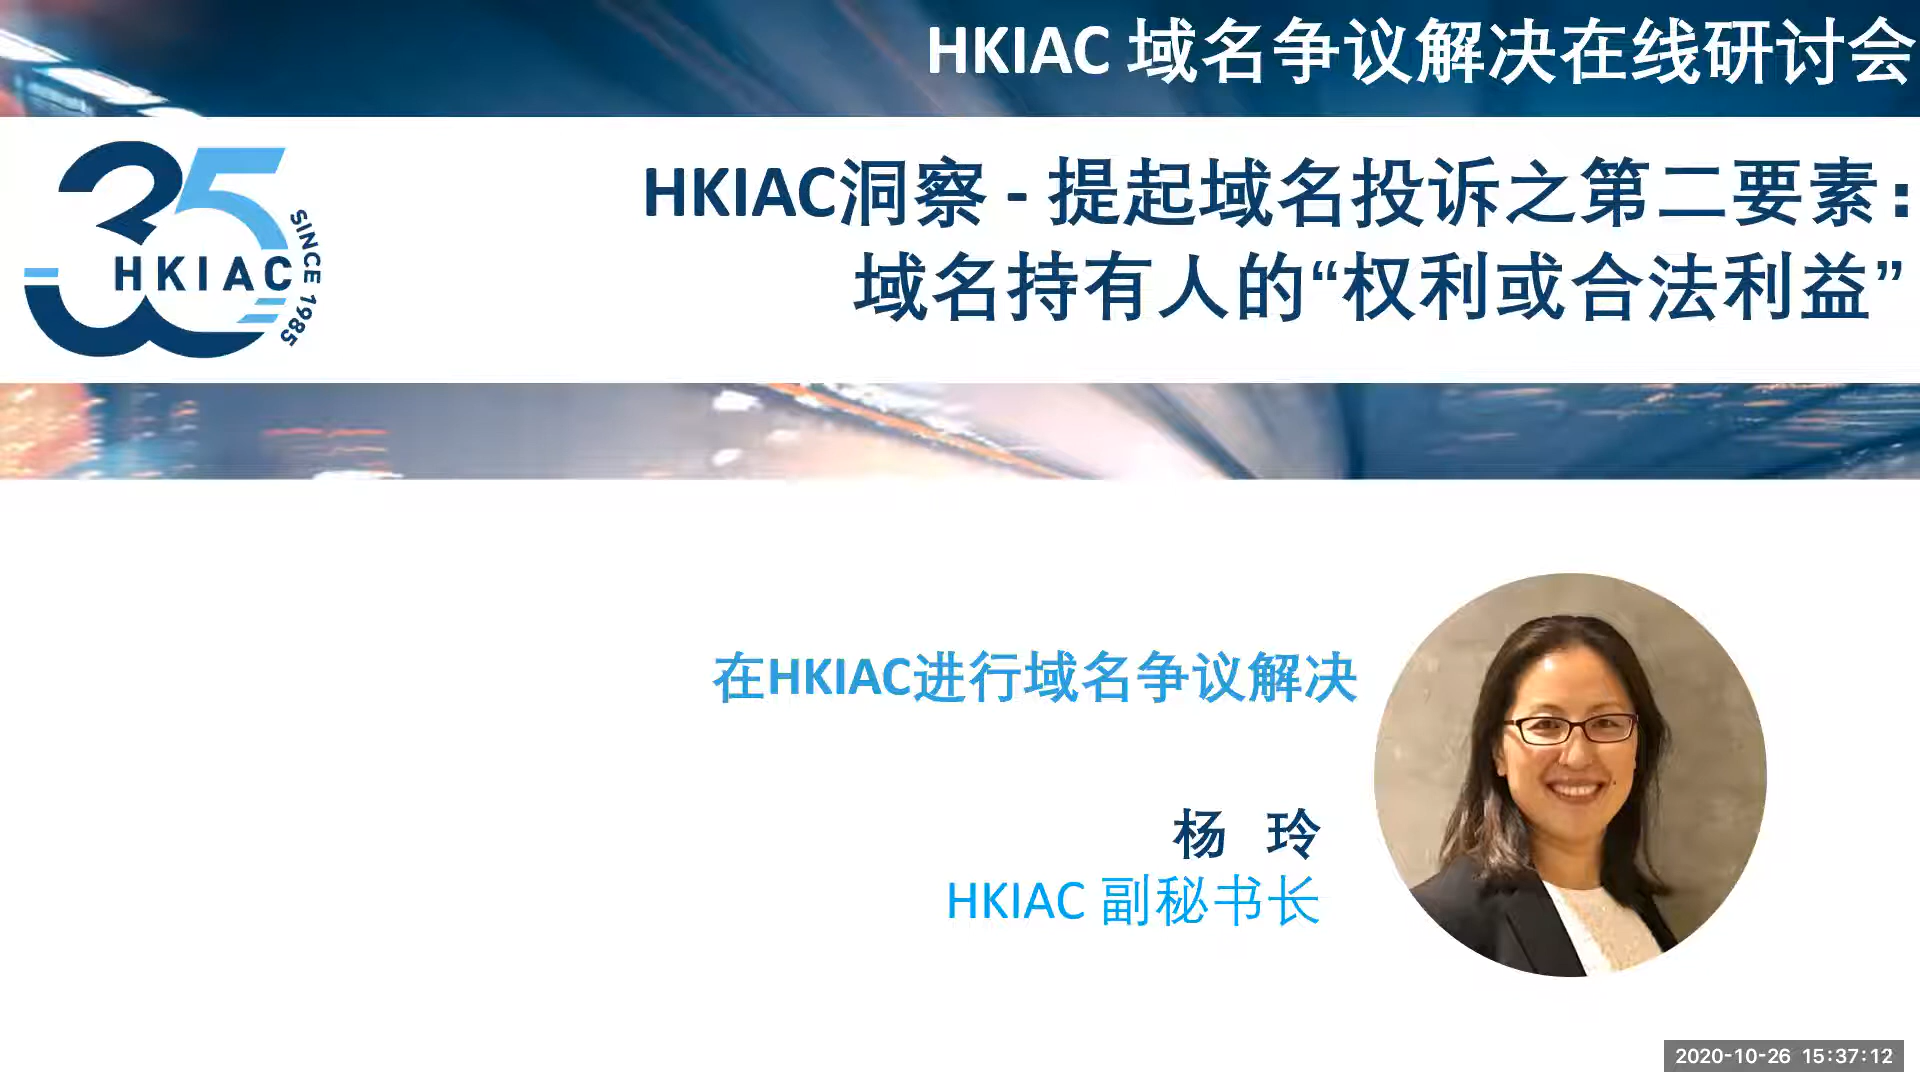 HKIAC 域名争议解决在线研讨会
35
HKIAC
SINCE 1985
HKIAC洞察 - 提起域名投诉之第二要素：
域名持有人的“权利或合法利益”
在HKIAC进行域名争议解决
杨 玲
HKIAC 副秘书长
2020-10-26 15:37:12